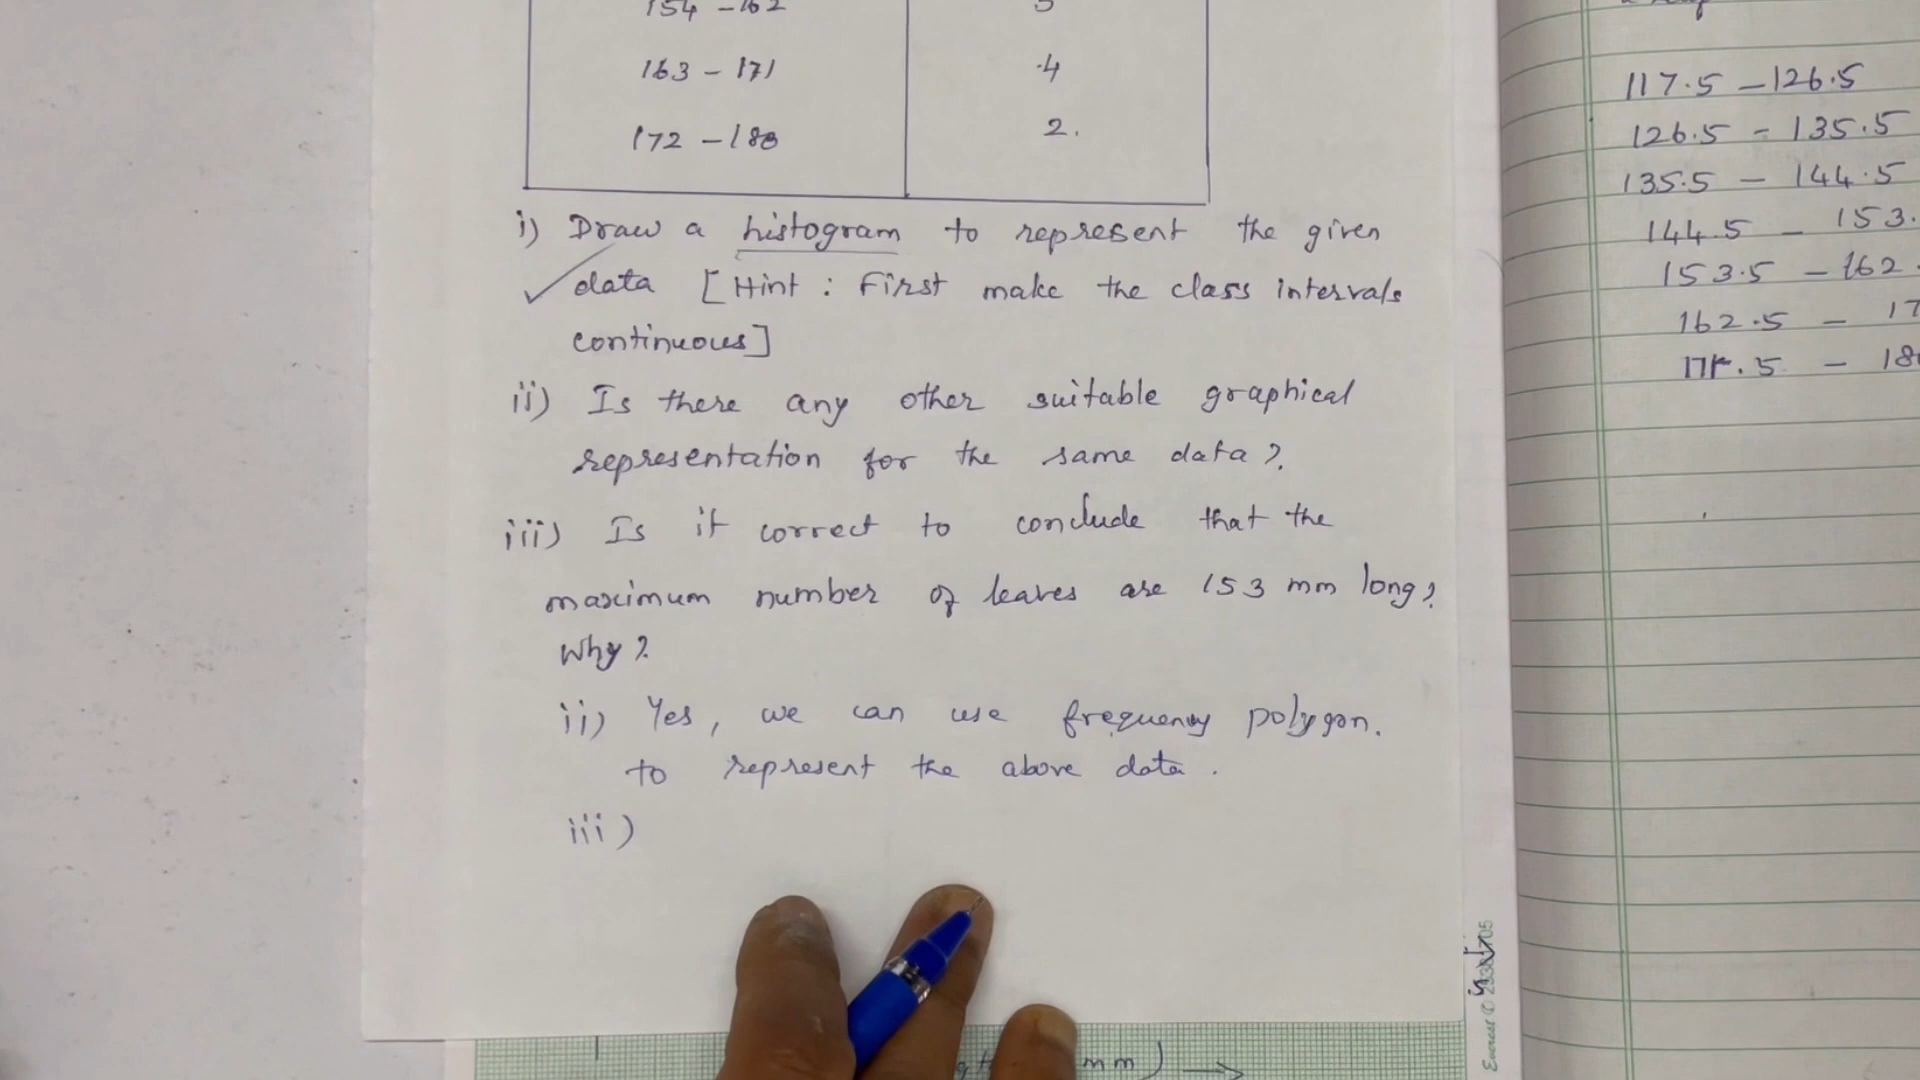 154 - 162 5
163 - 171 4
172 - 180 2.
i) Draw a histogram to represent the given
data [Hint : First make the class intervals
continuous]
ii) Is there any other suitable graphical
representation for the same data?
iii) Is it correct to conclude that the
maximum number of leaves are 153 mm long?
Why?
ii) Yes, we can use frequency polygon.
to represent the above data.
iii)
mm)
117.5 - 126.5
126.5 - 135.5
135.5 - 144.5
144.5 - 153.
153.5 - 162.
162.5 - 17
171.5 - 18